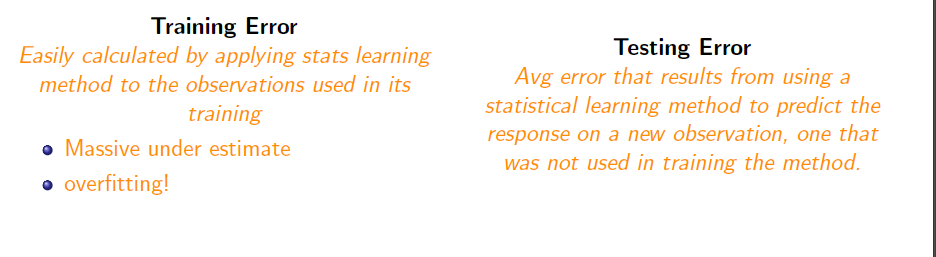 Training Error
Easily calculated by applying stats learning
method to the observations used in its
training
Massive under estimate
overfitting!
Testing Error
Avg error that results from using a
statistical learning method to predict the
response on a new observation, one that
was not used in training the method.